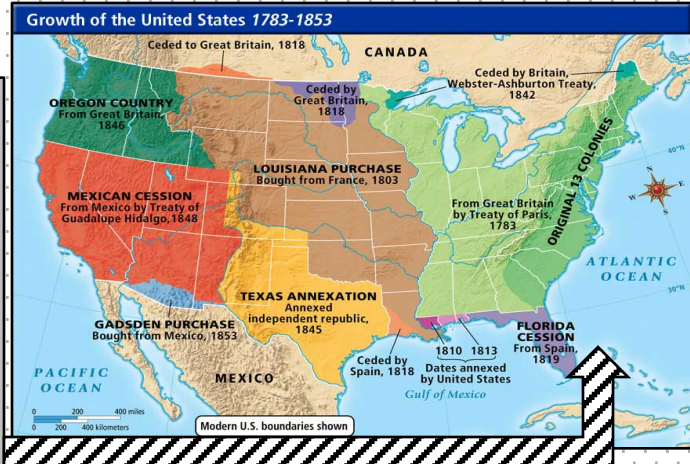 Growth of the United States 1783-1853
Ceded to Great Britain, 1818
CANADA
Ceded by Britain,
Webster-Ashburton Treaty,
1842
Ceded by
Great Britain,
1818
OREGON COUNTRY
From Great Britain,
1846
ORIGINAL 13 COLONIES
40°N
N
W
E
S
LOUISIANA PURCHASE
Bought from France, 1803
MEXICAN CESSION
From Mexico by Treaty of
Guadalupe Hidalgo,1848
From Great Britain
by Treaty of Paris,
1783
ATLANTIC
OCEAN
30°N
TEXAS ANNEXATION
Annexed
independent republic,
1845
GADSDEN PURCHASE
Bought from Mexico, 1853
FLORIDA
CESSION
From Spain,
1819
1810 1813
Dates annexed
by United States
Ceded by
Spain, 1818
PACIFIC
OCEAN
MEXICO
Gulf of Mexico
0 200 400 miles
0 200 400 kilometers
Modern U.S. boundaries shown